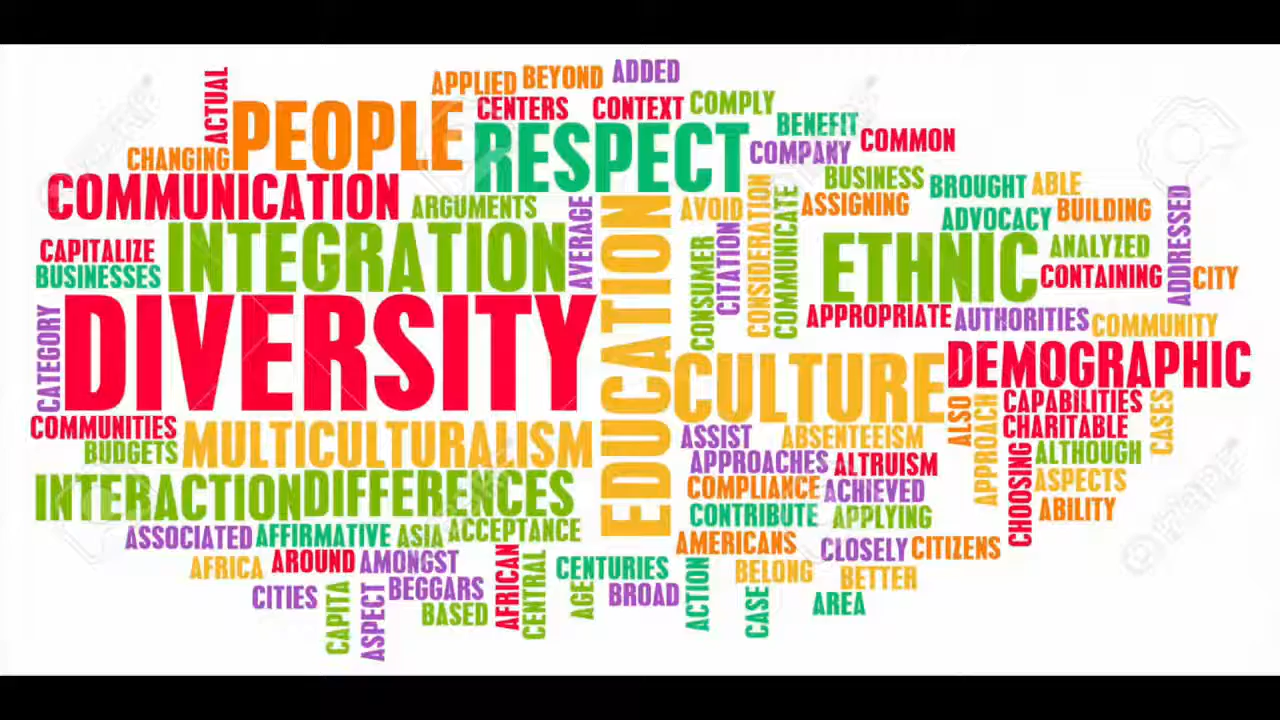 ACTUAL
APPLIED
BEYOND
ADDED
PEOPLE
CENTERS
CONTEXT
COMPLY
CHANGING
RESPECT
BENEFIT
COMMON
COMPANY
COMMUNICATION
ARGUMENTS
AVERAGE
AVOID
CONSIDERATION
COMMUNICATE
BUSINESS
ASSIGNING
BROUGHT
ABLE
ADVOCACY
BUILDING
ADDRESSED
CAPITALIZE
BUSINESSES
INTEGRATION
EDUCATION
CONSUMER
CITATION
ETHNIC
ANALYZED
CONTAINING
CITY
CATEGORY
DIVERSITY
APPROPRIATE
AUTHORITIES
COMMUNITY
CULTURE
DEMOGRAPHIC
COMMUNITIES
BUDGETS
MULTICULTURALISM
ASSIST
ABSENTEEISM
ALSO
APPROACH
CAPABILITIES
CHARITABLE
CASES
APPROACHES
ALTRUISM
CHOOSING
ALTHOUGH
INTERACTION
DIFFERENCES
COMPLIANCE
ACHIEVED
ASPECTS
CONTRIBUTE
APPLYING
ABILITY
ASSOCIATED
AFFIRMATIVE
ASIA
ACCEPTANCE
AMERICANS
CLOSELY
CITIZENS
AFRICA
AROUND
AMONGST
AFRICAN
CENTRAL
CENTURIES
ACTION
BELONG
BETTER
CITIES
CAPITA
ASPECT
BEGGARS
BASED
AGE
BROAD
CASE
AREA